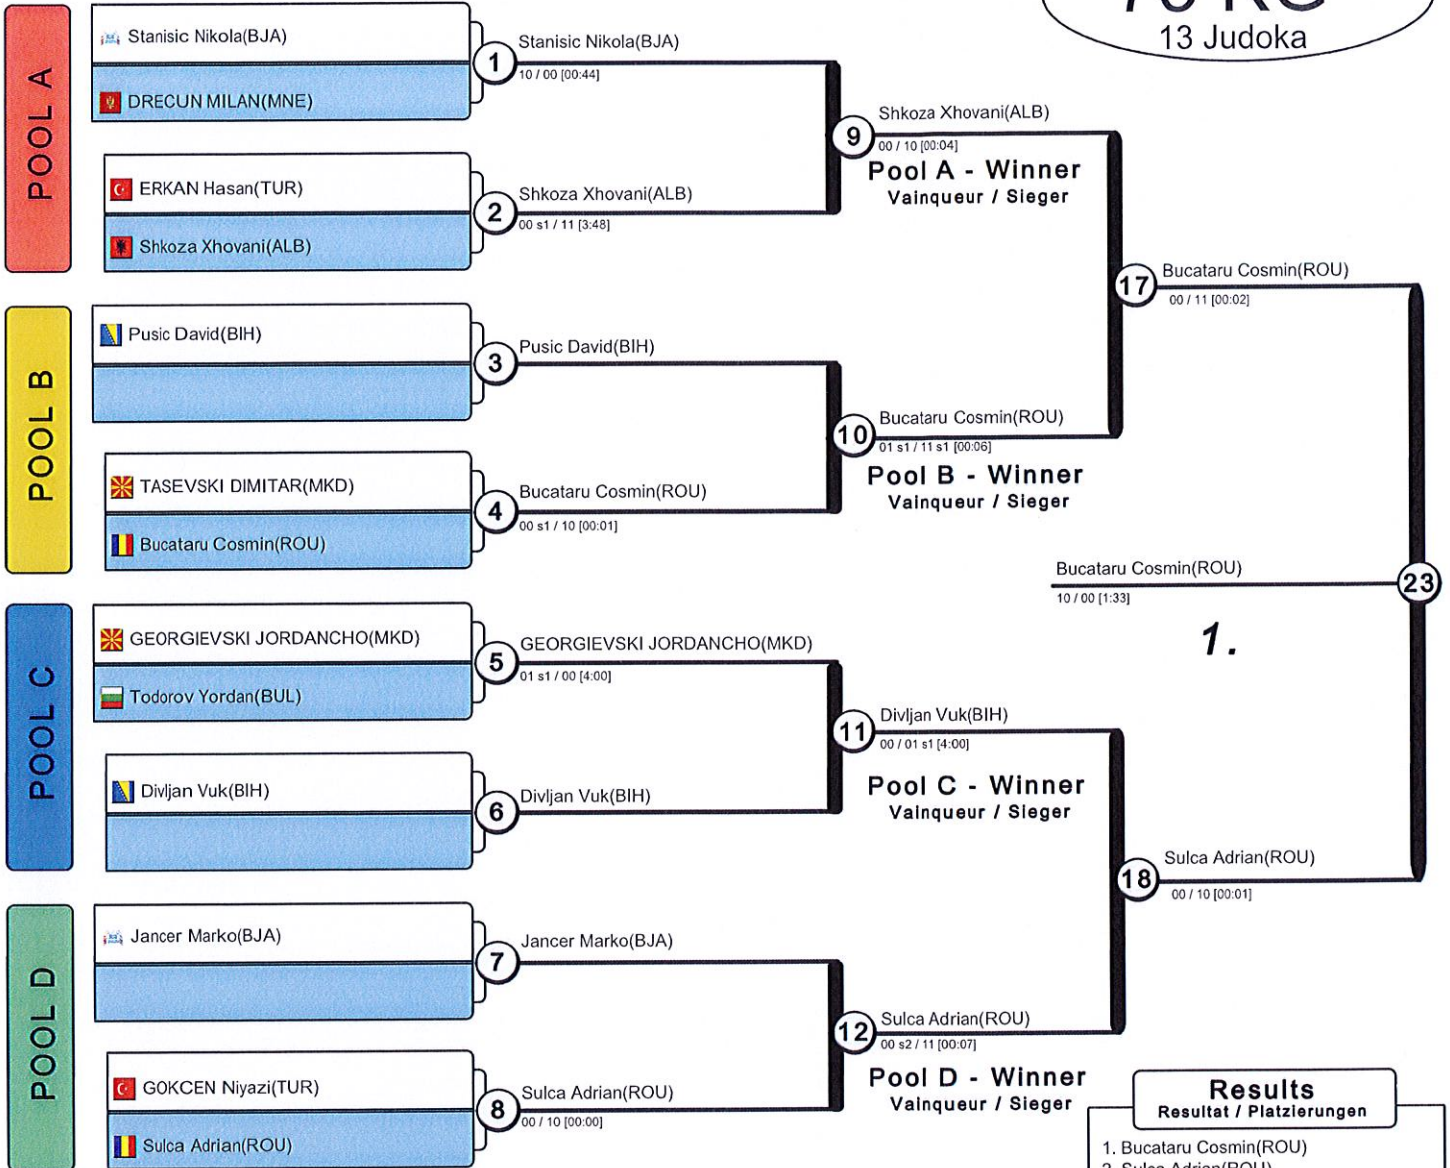 13 Judoka
POOL A
Stanisic Nikola(BJA)
DRECUN MILAN(MNE)
1
Stanisic Nikola(BJA)
10 / 00 [00:44]
ERKAN Hasan(TUR)
Shkoza Xhovani(ALB)
2
Shkoza Xhovani(ALB)
00 s1 / 11 [3:48]
9
Shkoza Xhovani(ALB)
00 / 10 [00:04]
Pool A - Winner
Vainqueur / Sieger
POOL B
Pusic David(BIH)
3
Pusic David(BIH)
TASEVSKI DIMITAR(MKD)
Bucataru Cosmin(ROU)
4
Bucataru Cosmin(ROU)
00 s1 / 10 [00:01]
10
Bucataru Cosmin(ROU)
01 s1 / 11 s1 [00:06]
Pool B - Winner
Vainqueur / Sieger
17
Bucataru Cosmin(ROU)
00 / 11 [00:02]
POOL C
GEORGIEVSKI JORDANCHO(MKD)
Todorov Yordan(BUL)
5
GEORGIEVSKI JORDANCHO(MKD)
01 s1 / 00 [4:00]
Divljan Vuk(BIH)
6
Divljan Vuk(BIH)
11
Divljan Vuk(BIH)
00 / 01 s1 [4:00]
Pool C - Winner
Vainqueur / Sieger
POOL D
Jancer Marko(BJA)
7
Jancer Marko(BJA)
GOKCEN Niyazi(TUR)
Sulca Adrian(ROU)
8
Sulca Adrian(ROU)
00 / 10 [00:00]
12
Sulca Adrian(ROU)
00 s2 / 11 [00:07]
Pool D - Winner
Vainqueur / Sieger
18
Sulca Adrian(ROU)
00 / 10 [00:01]
23
Bucataru Cosmin(ROU)
10 / 00 [1:33]
1.
Results
Resultat / Platzierungen
1. Bucataru Cosmin(ROU)
2. Sulca Adrian(ROU)